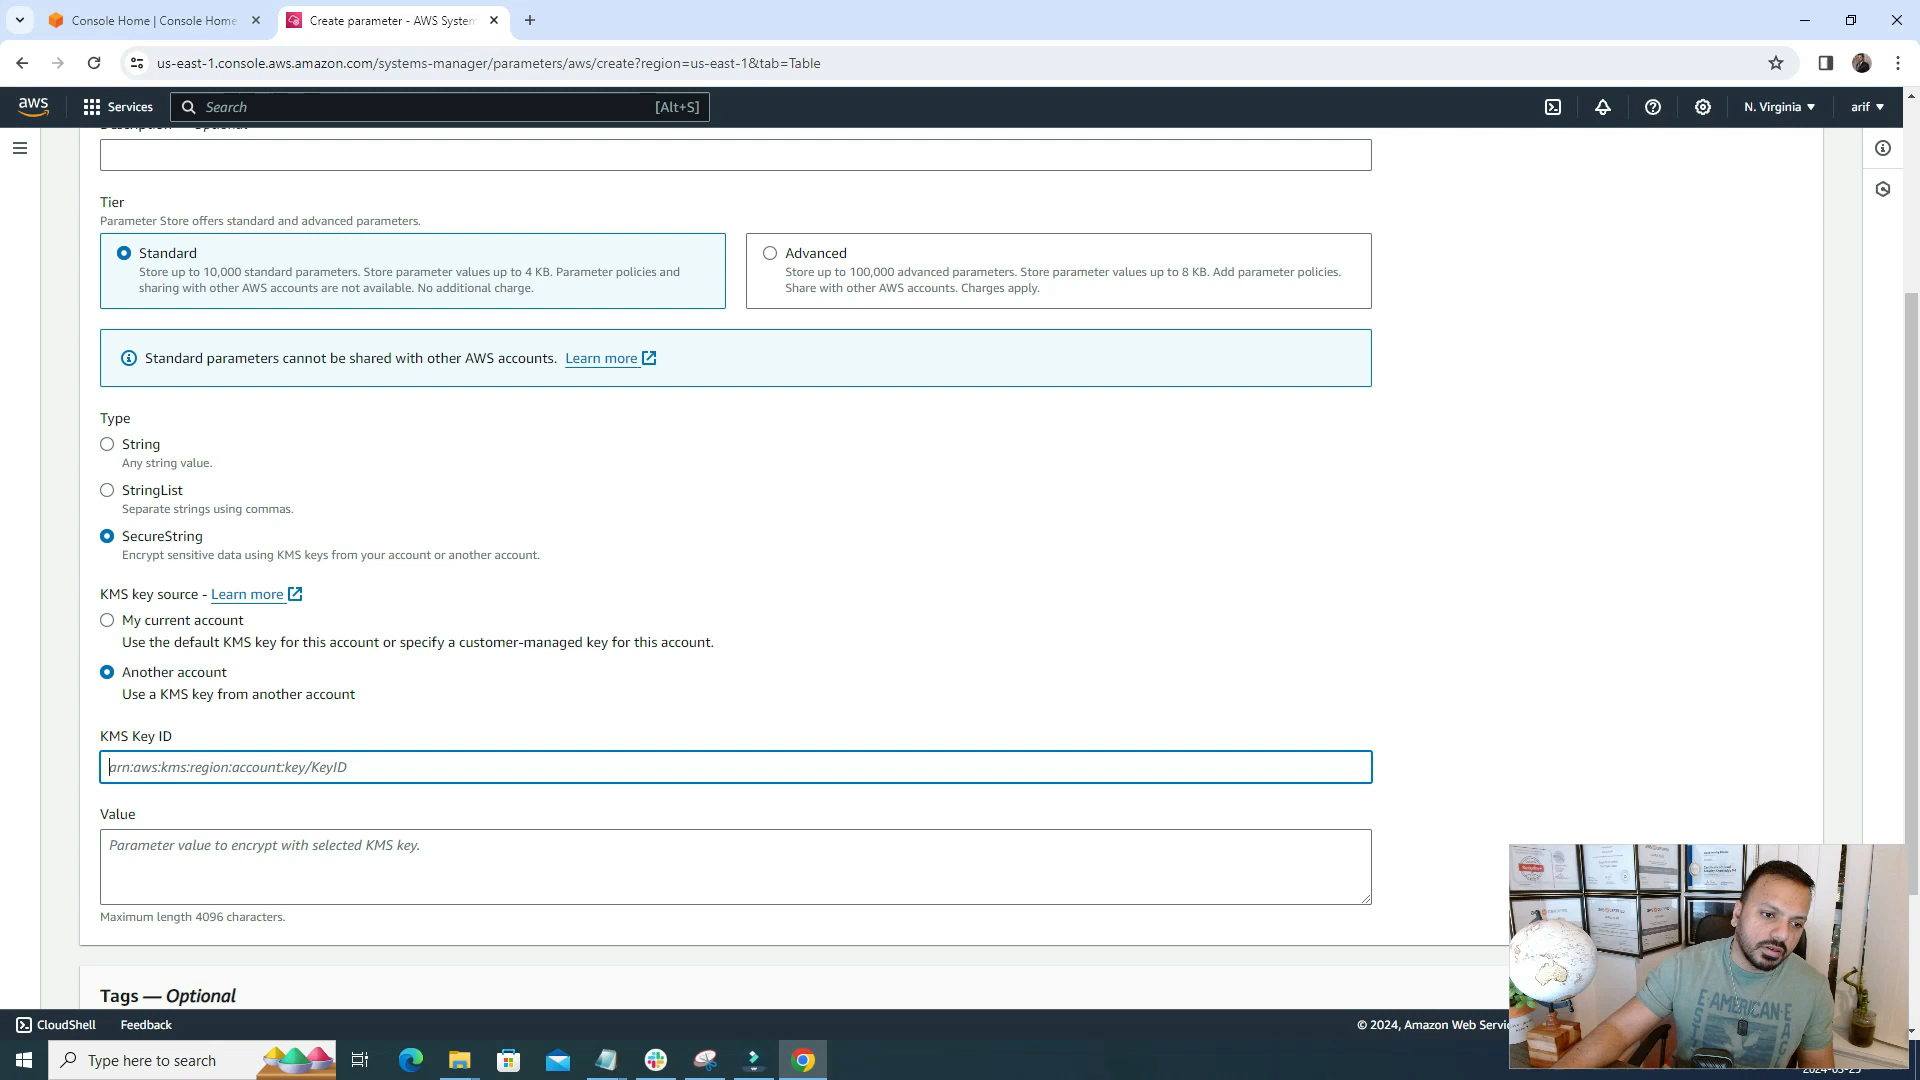 Console Home | Console Home
Create parameter - AWS System
us-east-1.console.aws.amazon.com/systems-manager/parameters/aws/create?region=us-east-1&tab=Table
aws
Services
Search
[Alt+S]
N. Virginia
arif
Description — Optional
Tier
Parameter Store offers standard and advanced parameters.
Standard
Store up to 10,000 standard parameters. Store parameter values up to 4 KB. Parameter policies and
sharing with other AWS accounts are not available. No additional charge.
Advanced
Store up to 100,000 advanced parameters. Store parameter values up to 8 KB. Add parameter policies.
Share with other AWS accounts. Charges apply.
Standard parameters cannot be shared with other AWS accounts. Learn more
Type
String
Any string value.
StringList
Separate strings using commas.
SecureString
Encrypt sensitive data using KMS keys from your account or another account.
KMS key source - Learn more
My current account
Use the default KMS key for this account or specify a customer-managed key for this account.
Another account
Use a KMS key from another account
KMS Key ID
arn:aws:kms:region:account:key/KeyID
Value
Parameter value to encrypt with selected KMS key.
Maximum length 4096 characters.
Tags — Optional
CloudShell
Feedback
© 2024, Amazon Web Servic
Type here to search